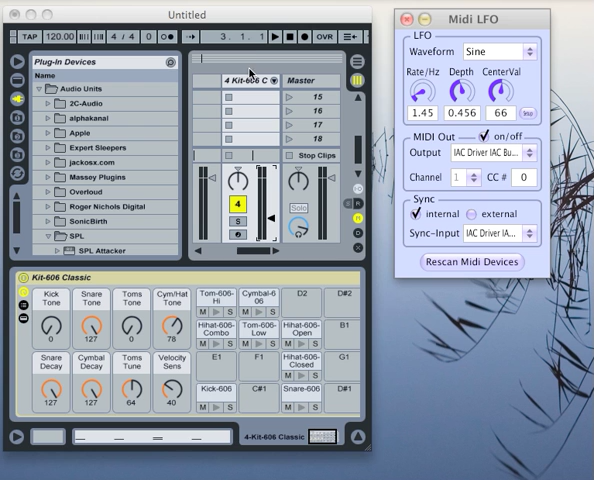 Untitled
TAP 120.00 4 / 4 0 3. 1. 1 OVR
Plug-In Devices
Name
Audio Units
2C-Audio
alphakanai
Apple
Expert Sleepers
jackosx.com
Massey Plugins
Overloud
Roger Nichols Digital
SonicBirth
SPL
SPL Attacker
4 Kit-606 C Master
15
16
17
18
Stop Clips
4 Solo
S
Kit-606 Classic
Kick Tone Snare Tone Toms Tone Cym/Hat Tone
0 127 0 78
Snare Decay Cymbal Decay Toms Tune Velocity Sens
127 127 64 40
Tom-606-Hi Cymbal-606 D2 D#2
M S M S
Hihat-606-Combo Tom-606-Low Hihat-606-Open B1
M S M S M S
E1 F1 Hihat-606-Closed G1
M S
Kick-606 C#1 Snare-606 D#1
M S M S
4-Kit-606 Classic
Midi LFO
LFO
Waveform Sine
Rate/Hz Depth CenterVal
1.45 0.456 66
MIDI Out on/off
Output IAC Driver IAC Bu...
Channel 1 CC # 0
Sync
internal external
Sync-Input IAC Driver IA...
Rescan Midi Devices